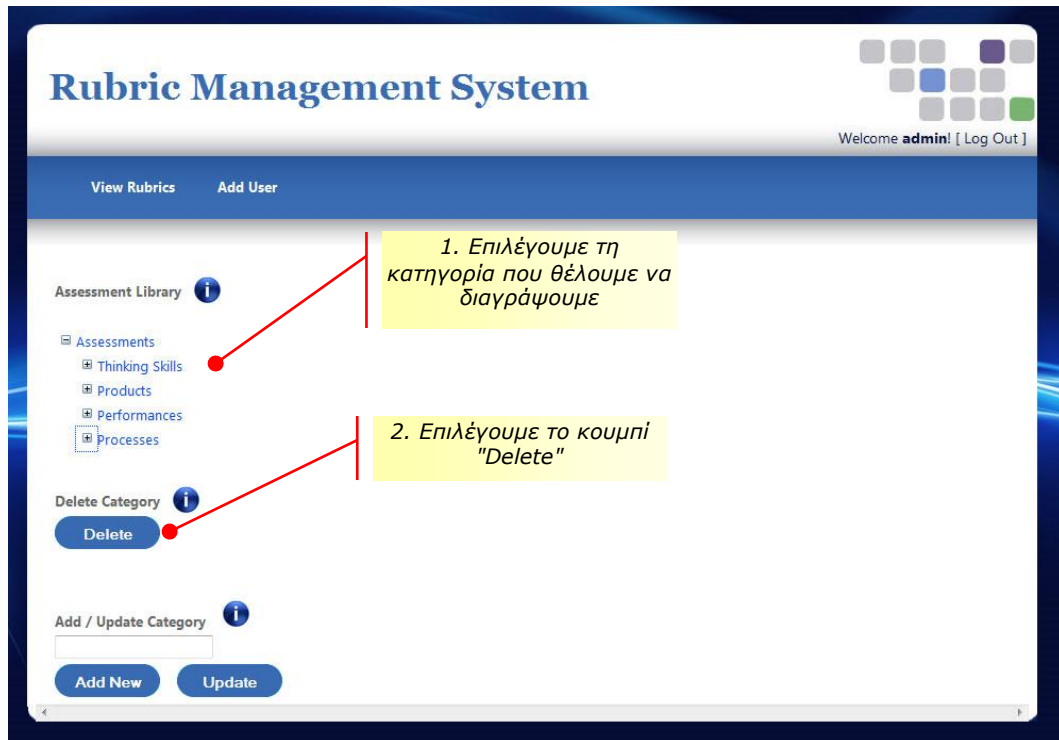 Rubric Management System
Welcome admin! [ Log Out ]
View Rubrics Add User
1. Επιλέγουμε τη
κατηγορία που θέλουμε να
διαγράψουμε
Assessment Library
Assessments
Thinking Skills
Products
Performances
Processes
2. Επιλέγουμε το κουμπί
"Delete"
Delete Category
Delete
Add / Update Category
Add New Update